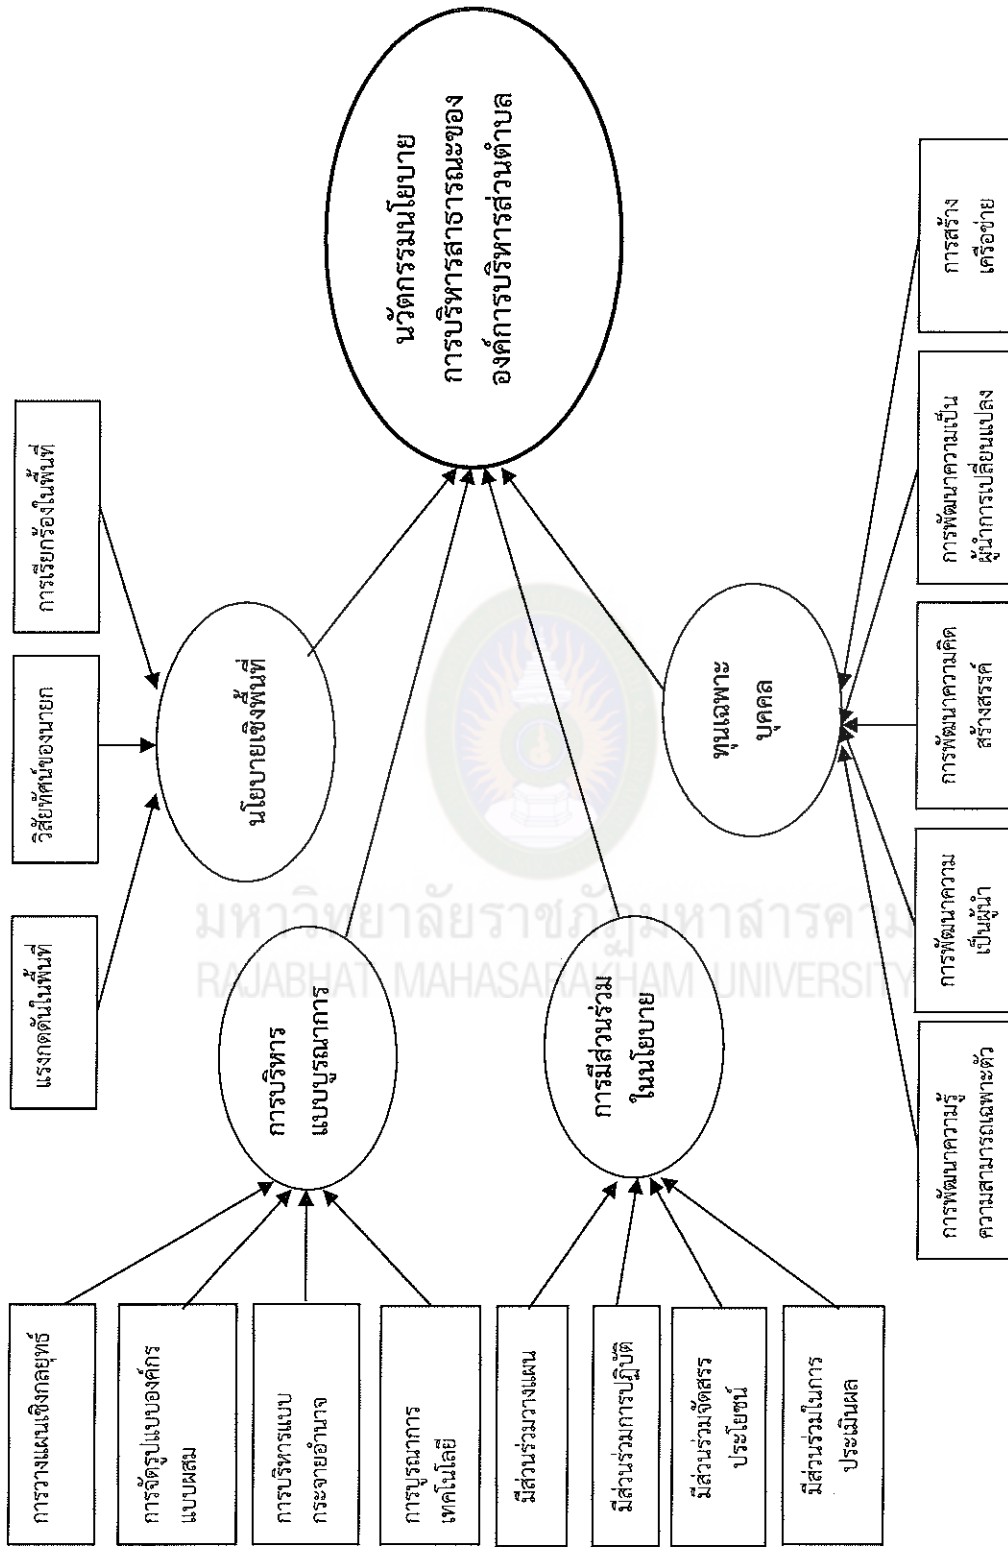 แรงกดดันในพื้นที่
วิสัยทัศน์ของนายก
การเรียกร้องในพื้นที่
นโยบายเชิงพื้นที่
การวางแผนเชิงกลยุทธ์
การจัดรูปแบบองค์กร
แบบผสม
การบริหารแบบ
กระจายอำนาจ
การบูรณาการ
เทคโนโลยี
การบริหาร
แบบบูรณาการ
นวัตกรรมนโยบาย
การบริหารสาธารณะของ
องค์การบริหารส่วนตำบล
มีส่วนร่วมวางแผน
มีส่วนร่วมการปฏิบัติ
มีส่วนร่วมจัดสรร
ประโยชน์
มีส่วนร่วมในการ
ประเมินผล
การมีส่วนร่วม
ในนโยบาย
ทุนเฉพาะ
บุคคล
การพัฒนาความรู้
ความสามารถเฉพาะตัว
การพัฒนาความ
เป็นผู้นำ
การพัฒนาความคิด
สร้างสรรค์
การพัฒนาความเป็น
ผู้นำการเปลี่ยนแปลง
การสร้าง
เครือข่าย
มหาวิทยาลัยราชภัฏมหาสารคาม
RAJABHAT MAHASARAKHAM UNIVERSITY